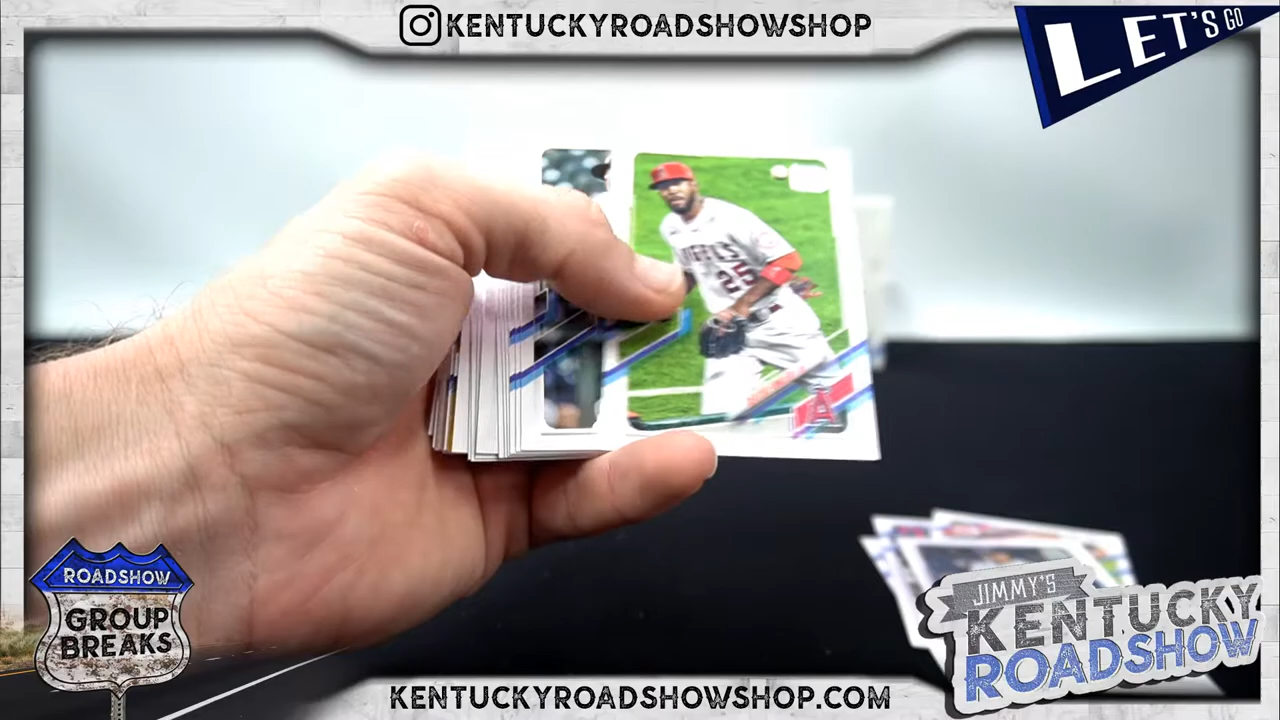 KENTUCKYROADSHOWSHOP
LET'S GO
ANGELS
25
A
ROADSHOW
GROUP
BREAKS
JIMMY'S
KENTUCKY
ROADSHOW
KENTUCKYROADSHOWSHOP.COM